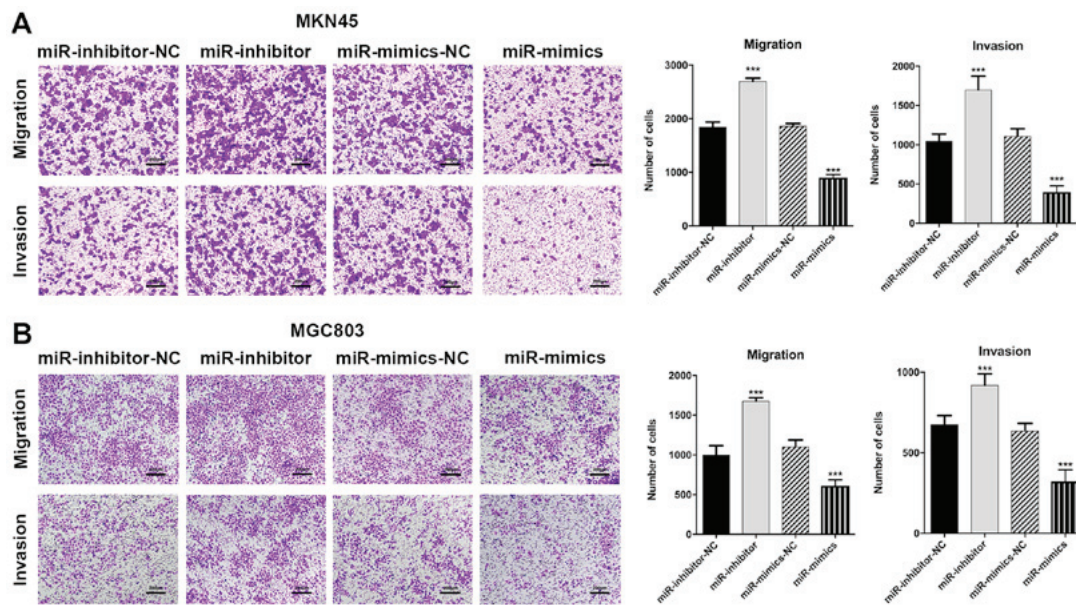 A
MKN45
miR-inhibitor-NC miR-inhibitor miR-mimics-NC miR-mimics
Migration
Invasion
Migration
Number of cells
3000
2000
1000
0
***
***
miR-inhibitor-NC
miR-inhibitor
miR-mimics-NC
miR-mimics
Invasion
Number of cells
2000
1500
1000
500
0
***
***
miR-inhibitor-NC
miR-inhibitor
miR-mimics-NC
miR-mimics
B
MGC803
miR-inhibitor-NC miR-inhibitor miR-mimics-NC miR-mimics
Migration
Invasion
Migration
Number of cells
2000
1500
1000
500
0
***
***
miR-inhibitor-NC
miR-inhibitor
miR-mimics-NC
miR-mimics
Invasion
Number of cells
1000
500
0
***
***
miR-inhibitor-NC
miR-inhibitor
miR-mimics-NC
miR-mimics